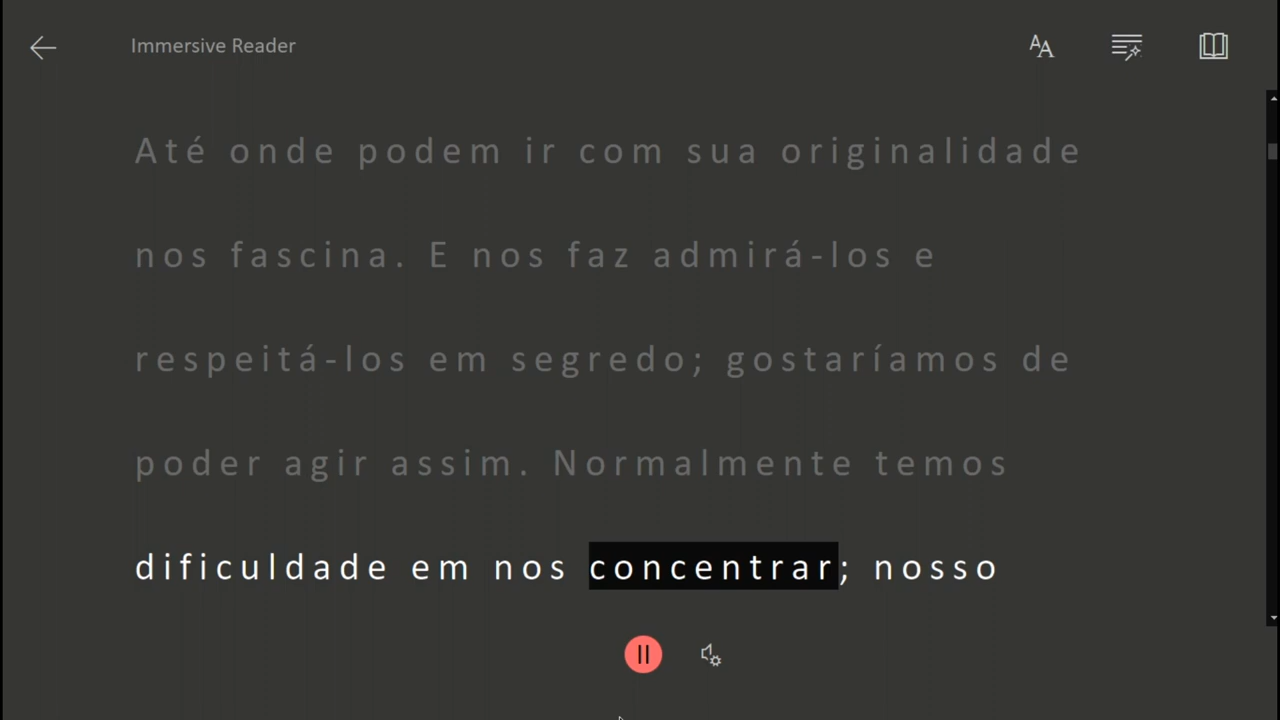 Immersive Reader
Até onde podem ir com sua originalidade
nos fascina. E nos faz admirá-los e
respeitá-los em segredo; gostaríamos de
poder agir assim. Normalmente temos
dificuldade em nos concentrar; nosso